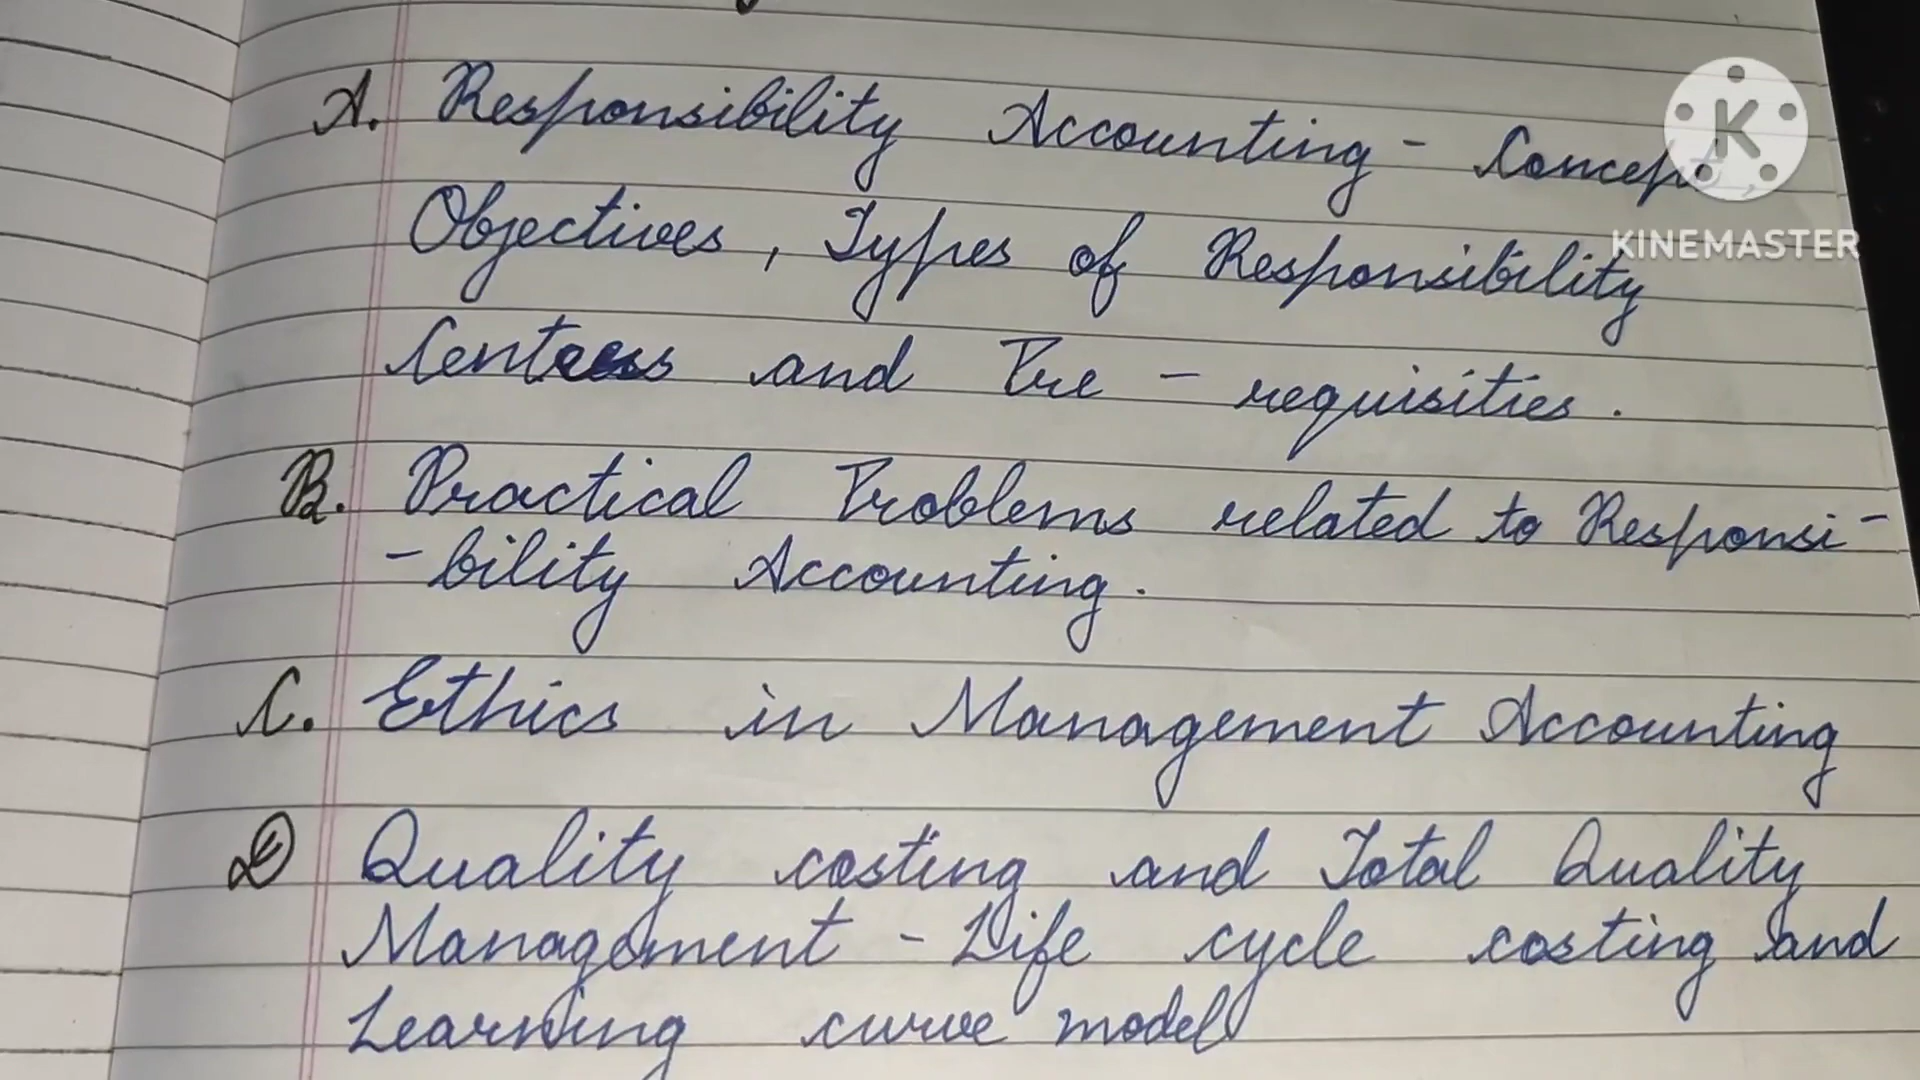 A. Responsibility Accounting - Concept,
Objectives, Types of Responsibility
Centres and Pre - requisities.
B. Practical Problems related to Responsi-
-bility Accounting.
C. Ethics in Management Accounting
D Quality costing and Total Quality
Management - Life cycle costing and
Learning curve model
K
KINEMASTER